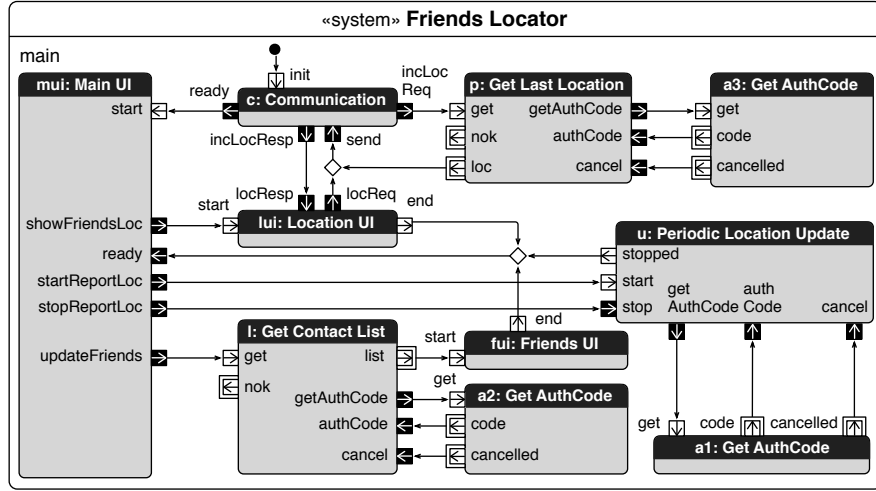 «system» Friends Locator
main
mui: Main UI
start
showFriendsLoc
ready
startReportLoc
stopReportLoc
updateFriends
init
ready
c: Communication
incLoc
Req
incLocResp
send
p: Get Last Location
get
getAuthCode
nok
authCode
loc
cancel
a3: Get AuthCode
get
code
cancelled
locResp
locReq
start
end
lui: Location UI
u: Periodic Location Update
stopped
start
stop
get
AuthCode
auth
Code
cancel
l: Get Contact List
get
list
nok
getAuthCode
authCode
cancel
start
end
fui: Friends UI
get
a2: Get AuthCode
code
cancelled
get
code
cancelled
a1: Get AuthCode